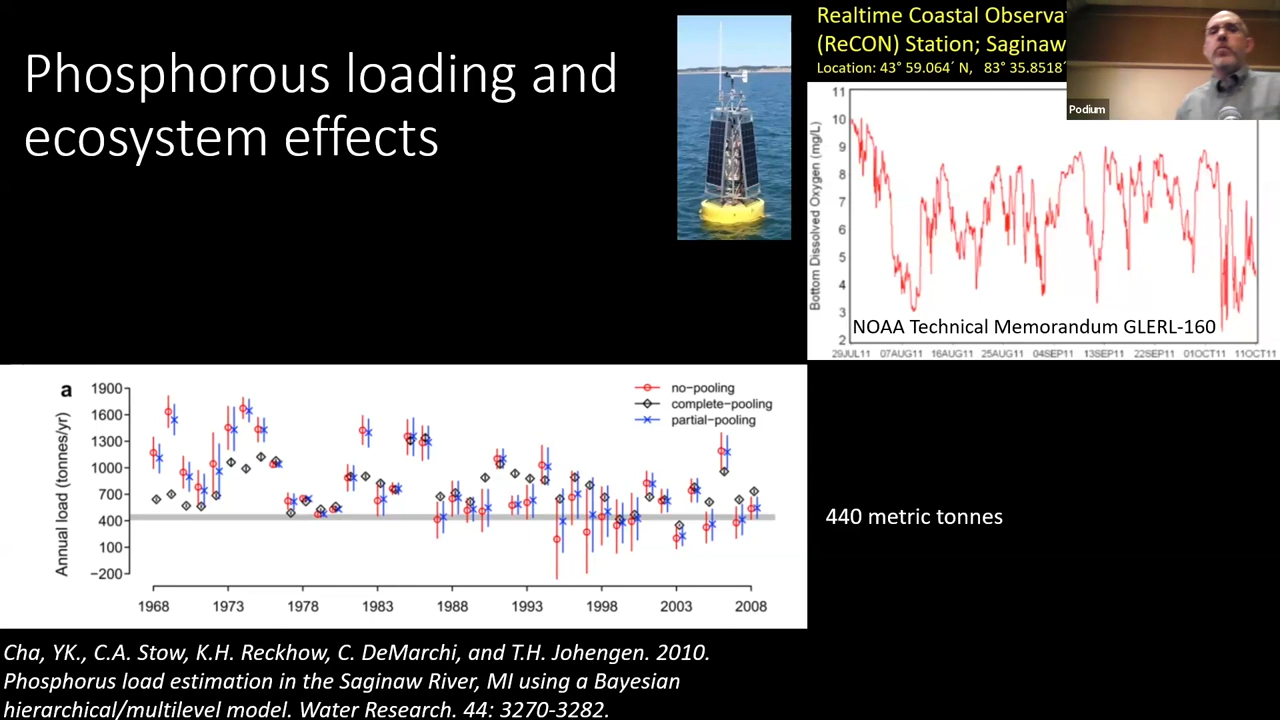 Phosphorous loading and
ecosystem effects
Realtime Coastal
(ReCON) Station; Saginaw
Location: 43° 59.064´ N, 83° 35.8518´
Podium
11
10
9
8
7
6
5
4
3
2
Bottom Dissolved Oxygen (mg/L)
NOAA Technical Memorandum GLERL-160
29JUL11 07AUG11 16AUG11 25AUG11 04SEP11 13SEP11 22SEP11 01OCT11 11OCT11
a
no−pooling
complete−pooling
partial−pooling
Annual load (tonnes/yr)
1900
1600
1300
1000
700
400
100
−200
1968 1973 1978 1983 1988 1993 1998 2003 2008
440 metric tonnes
Cha, YK., C.A. Stow, K.H. Reckhow, C. DeMarchi, and T.H. Johengen. 2010.
Phosphorus load estimation in the Saginaw River, MI using a Bayesian
hierarchical/multilevel model. Water Research. 44: 3270-3282.